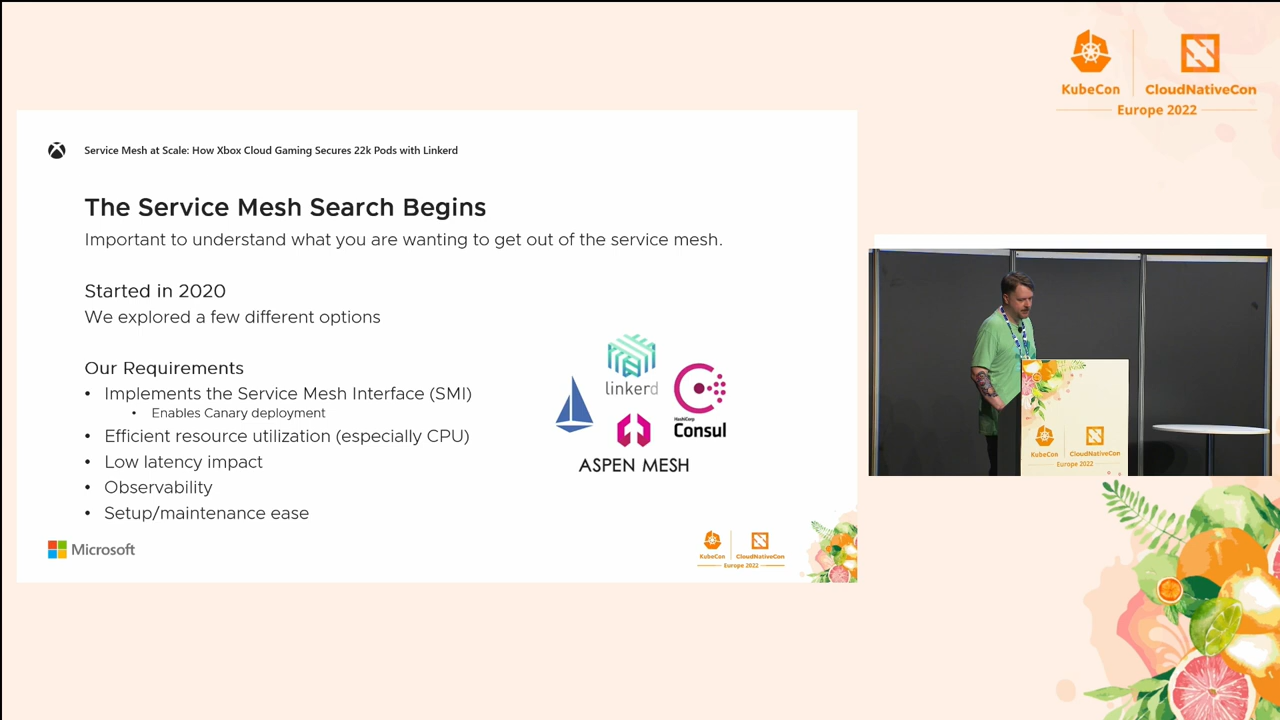 KubeCon
CloudNativeCon
Europe 2022
Service Mesh at Scale: How Xbox Cloud Gaming Secures 22k Pods with Linkerd
The Service Mesh Search Begins
Important to understand what you are wanting to get out of the service mesh.
Started in 2020
We explored a few different options
Our Requirements
• Implements the Service Mesh Interface (SMI)
• Enables Canary deployment
• Efficient resource utilization (especially CPU)
• Low latency impact
• Observability
• Setup/maintenance ease
linkerd
HashiCorp
Consul
ASPEN MESH
Microsoft
KubeCon
CloudNativeCon
Europe 2022
KubeCon
CloudNativeCon
Europe 2022